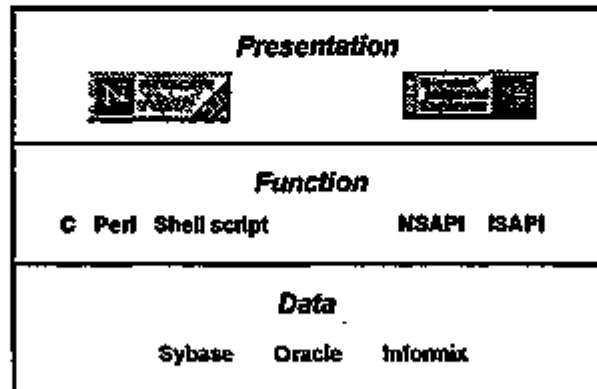 Presentation
N
Function
C Perl Shell script NSAPI ISAPI
Data
Sybase Oracle Informix